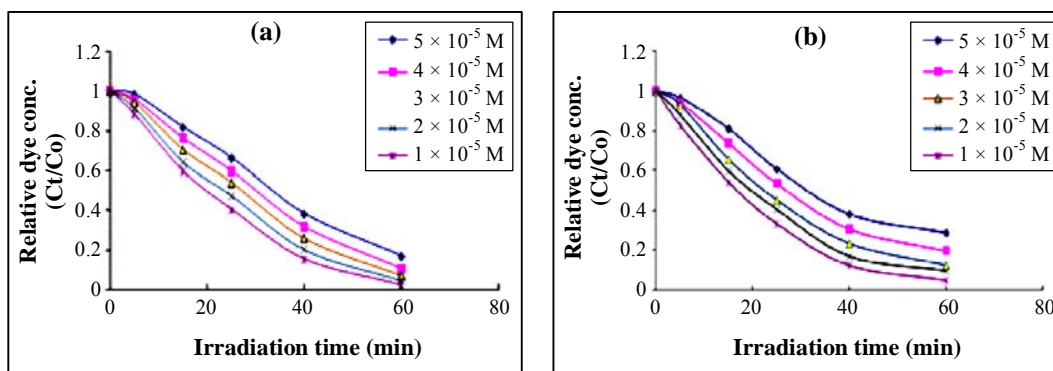 (a)
5 × 10-5 M
4 × 10-5 M
3 × 10-5 M
2 × 10-5 M
1 × 10-5 M
1.2
1
0.8
0.6
0.4
0.2
0
0
20
40
60
80
Relative dye conc.
(Ct/Co)
Irradiation time (min)
(b)
5 × 10-5 M
4 × 10-5 M
3 × 10-5 M
2 × 10-5 M
1 × 10-5 M
1.2
1
0.8
0.6
0.4
0.2
0
0
20
40
60
80
Relative dye conc.
(Ct/Co)
Irradiation time (min)